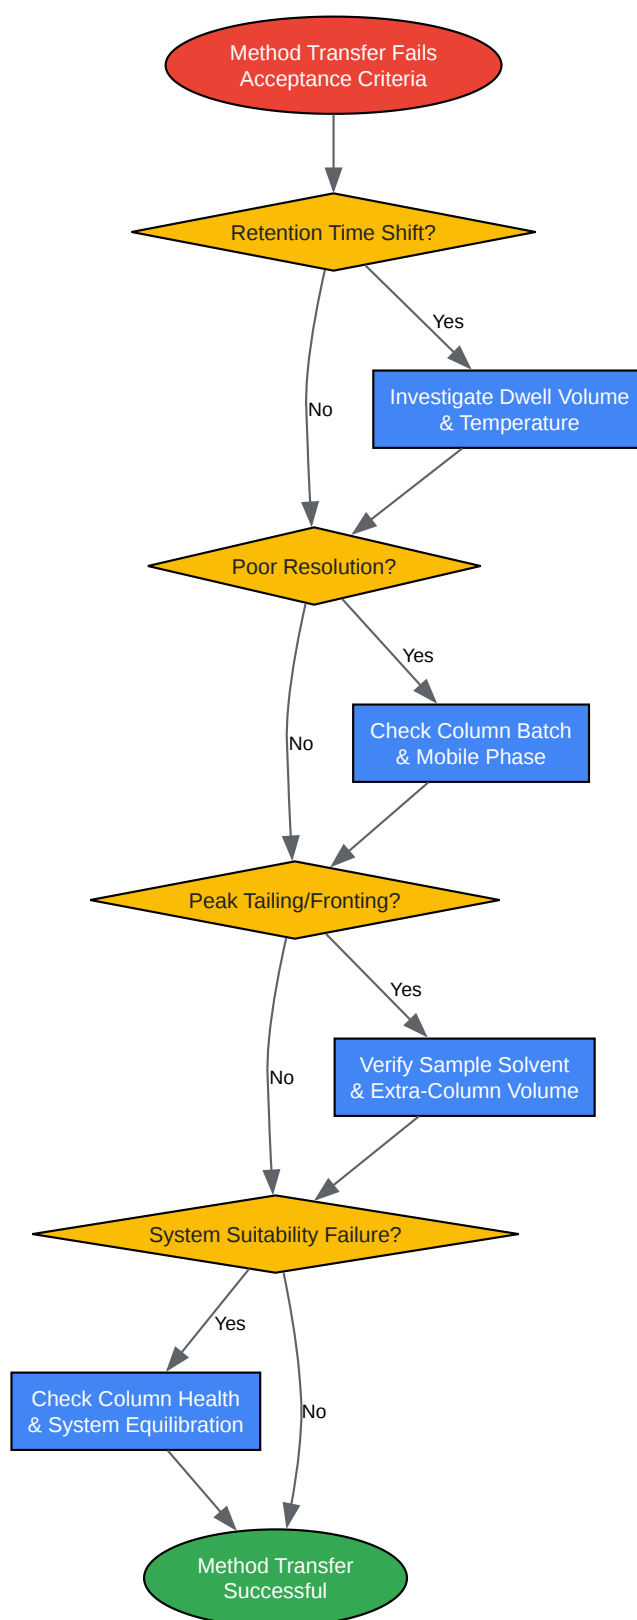 Method Transfer Fails
Acceptance Criteria
Retention Time Shift?
Yes
Investigate Dwell Volume
& Temperature
No
Poor Resolution?
Yes
Check Column Batch
& Mobile Phase
No
Peak Tailing/Fronting?
Yes
Verify Sample Solvent
& Extra-Column Volume
No
System Suitability Failure?
Yes
Check Column Health
& System Equilibration
No
Method Transfer
Successful